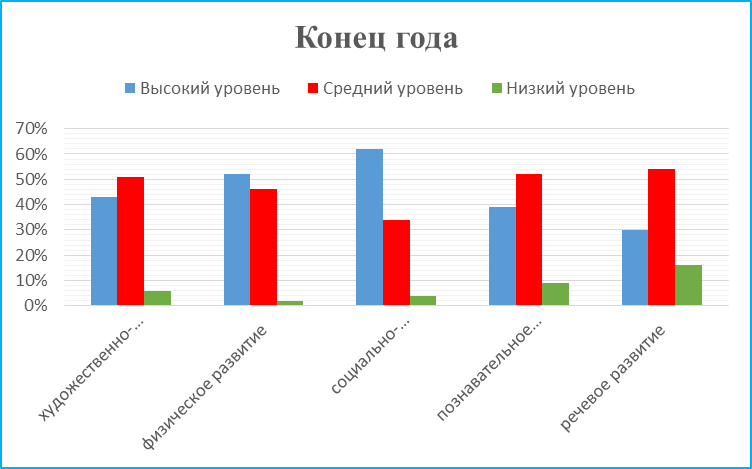 Конец года
Высокий уровень Средний уровень Низкий уровень
70%
60%
50%
40%
30%
20%
10%
0%
художественно-...
физическое развитие
социально-...
познавательное...
речевое развитие